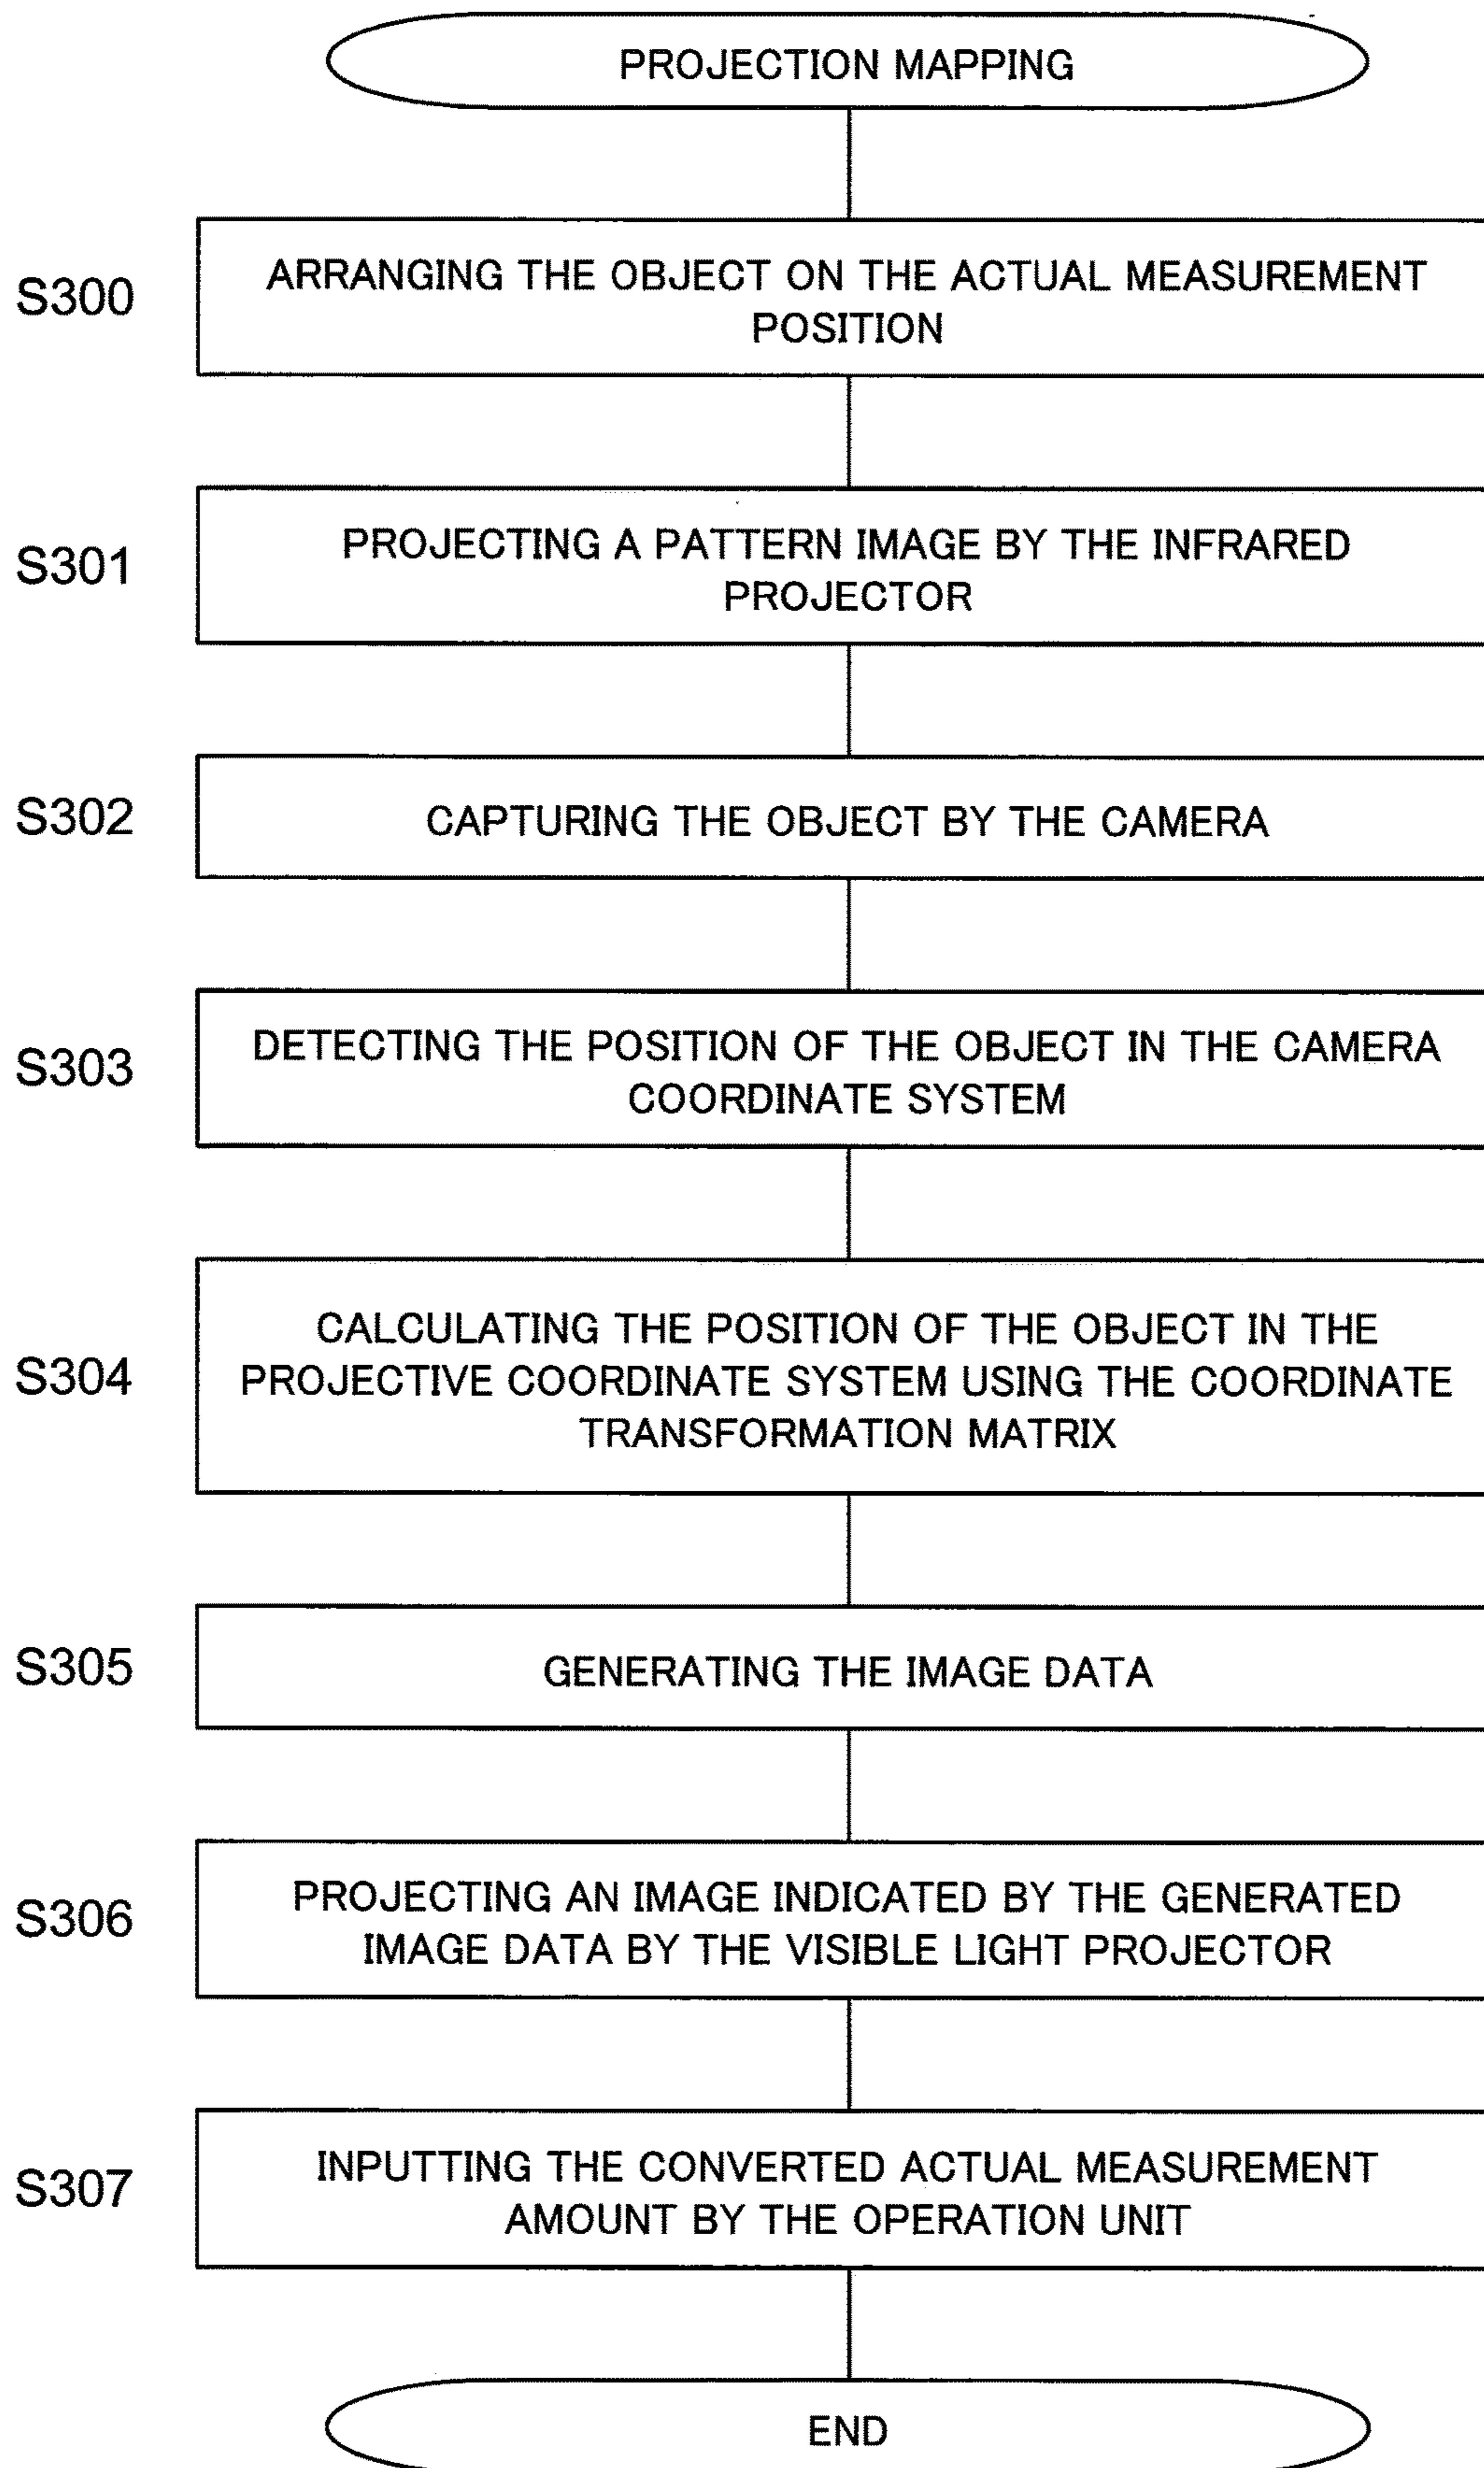 PROJECTION MAPPING
S300
ARRANGING THE OBJECT ON THE ACTUAL MEASUREMENT
POSITION
S301
PROJECTING A PATTERN IMAGE BY THE INFRARED
PROJECTOR
S302
CAPTURING THE OBJECT BY THE CAMERA
S303
DETECTING THE POSITION OF THE OBJECT IN THE CAMERA
COORDINATE SYSTEM
S304
CALCULATING THE POSITION OF THE OBJECT IN THE
PROJECTIVE COORDINATE SYSTEM USING THE COORDINATE
TRANSFORMATION MATRIX
S305
GENERATING THE IMAGE DATA
S306
PROJECTING AN IMAGE INDICATED BY THE GENERATED
IMAGE DATA BY THE VISIBLE LIGHT PROJECTOR
S307
INPUTTING THE CONVERTED ACTUAL MEASUREMENT
AMOUNT BY THE OPERATION UNIT
END